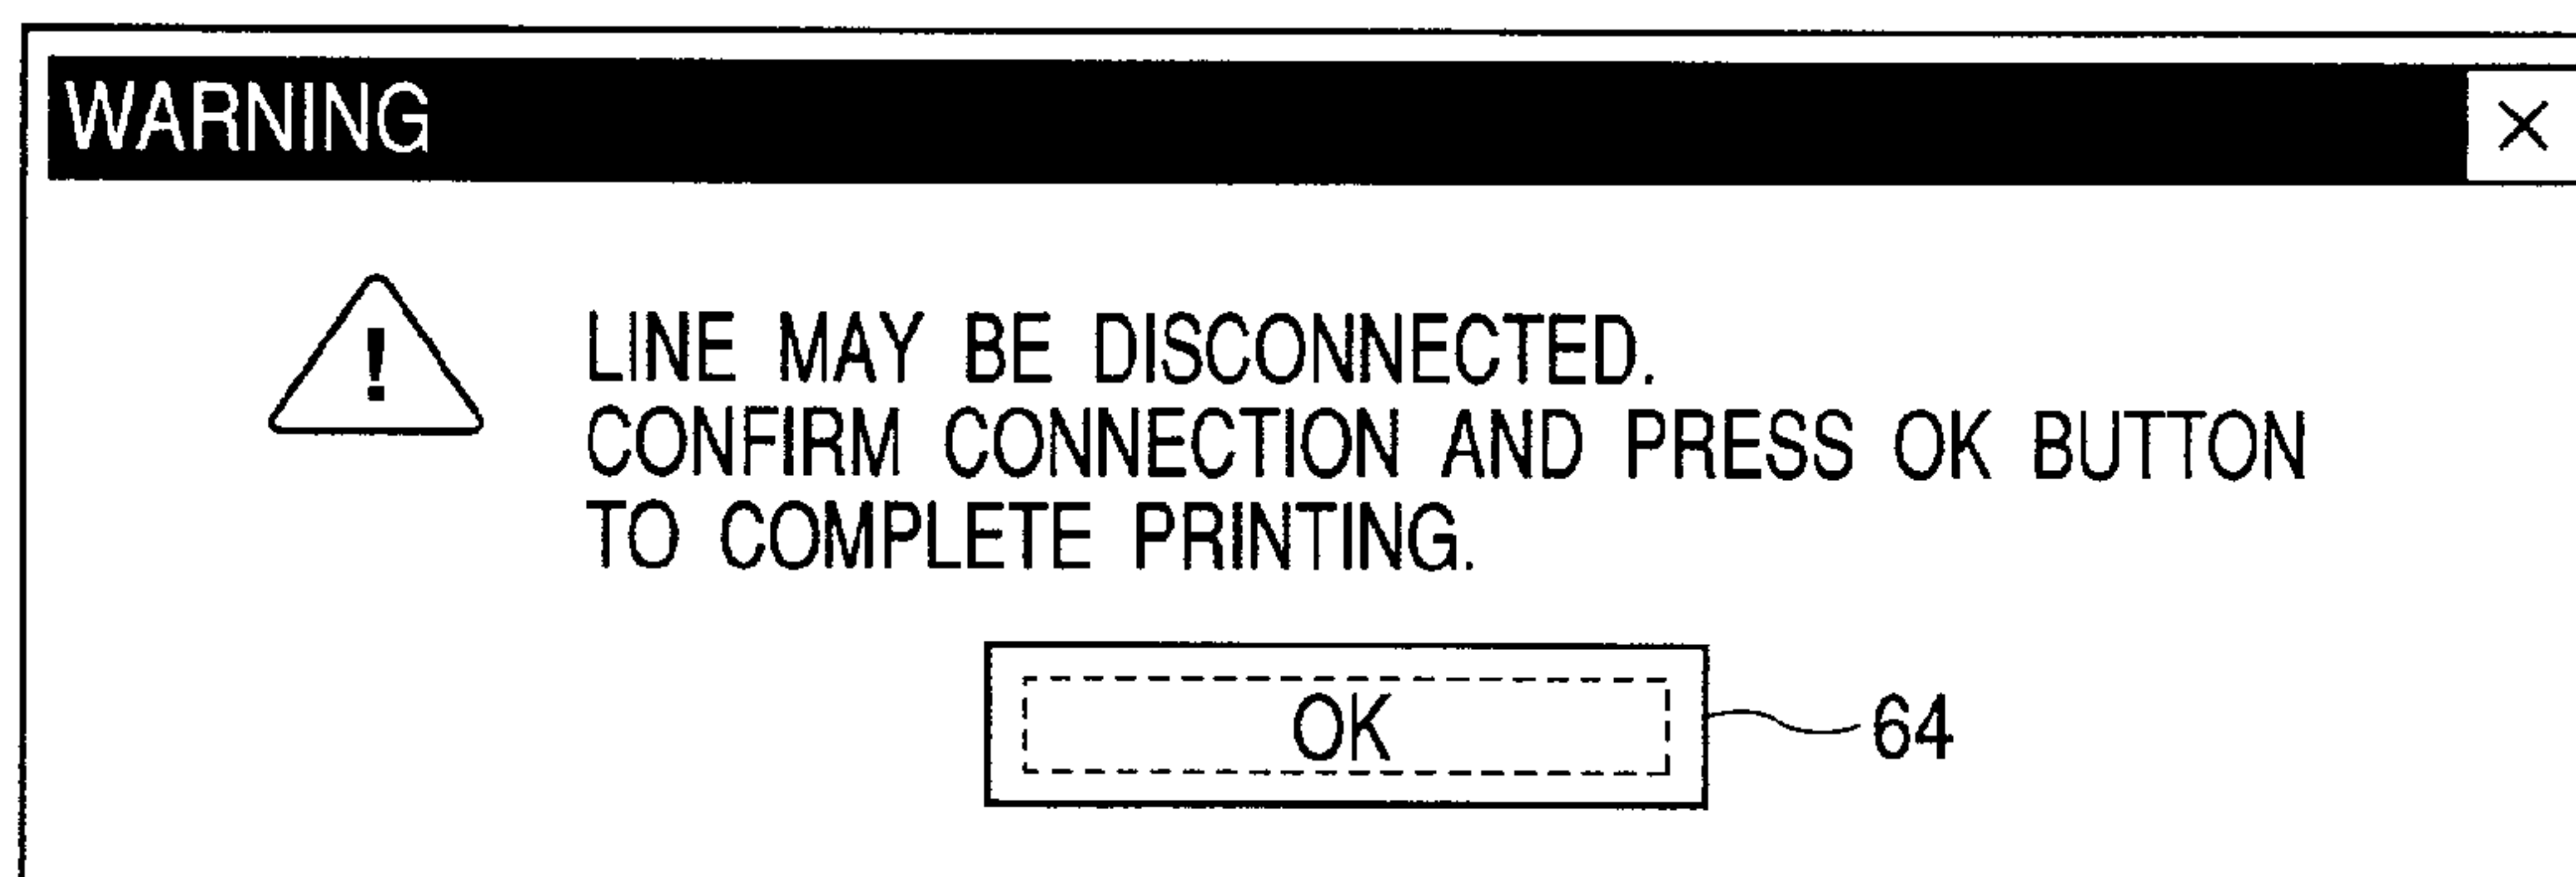 WARNING ×
LINE MAY BE DISCONNECTED.
CONFIRM CONNECTION AND PRESS OK BUTTON
TO COMPLETE PRINTING.
OK 64